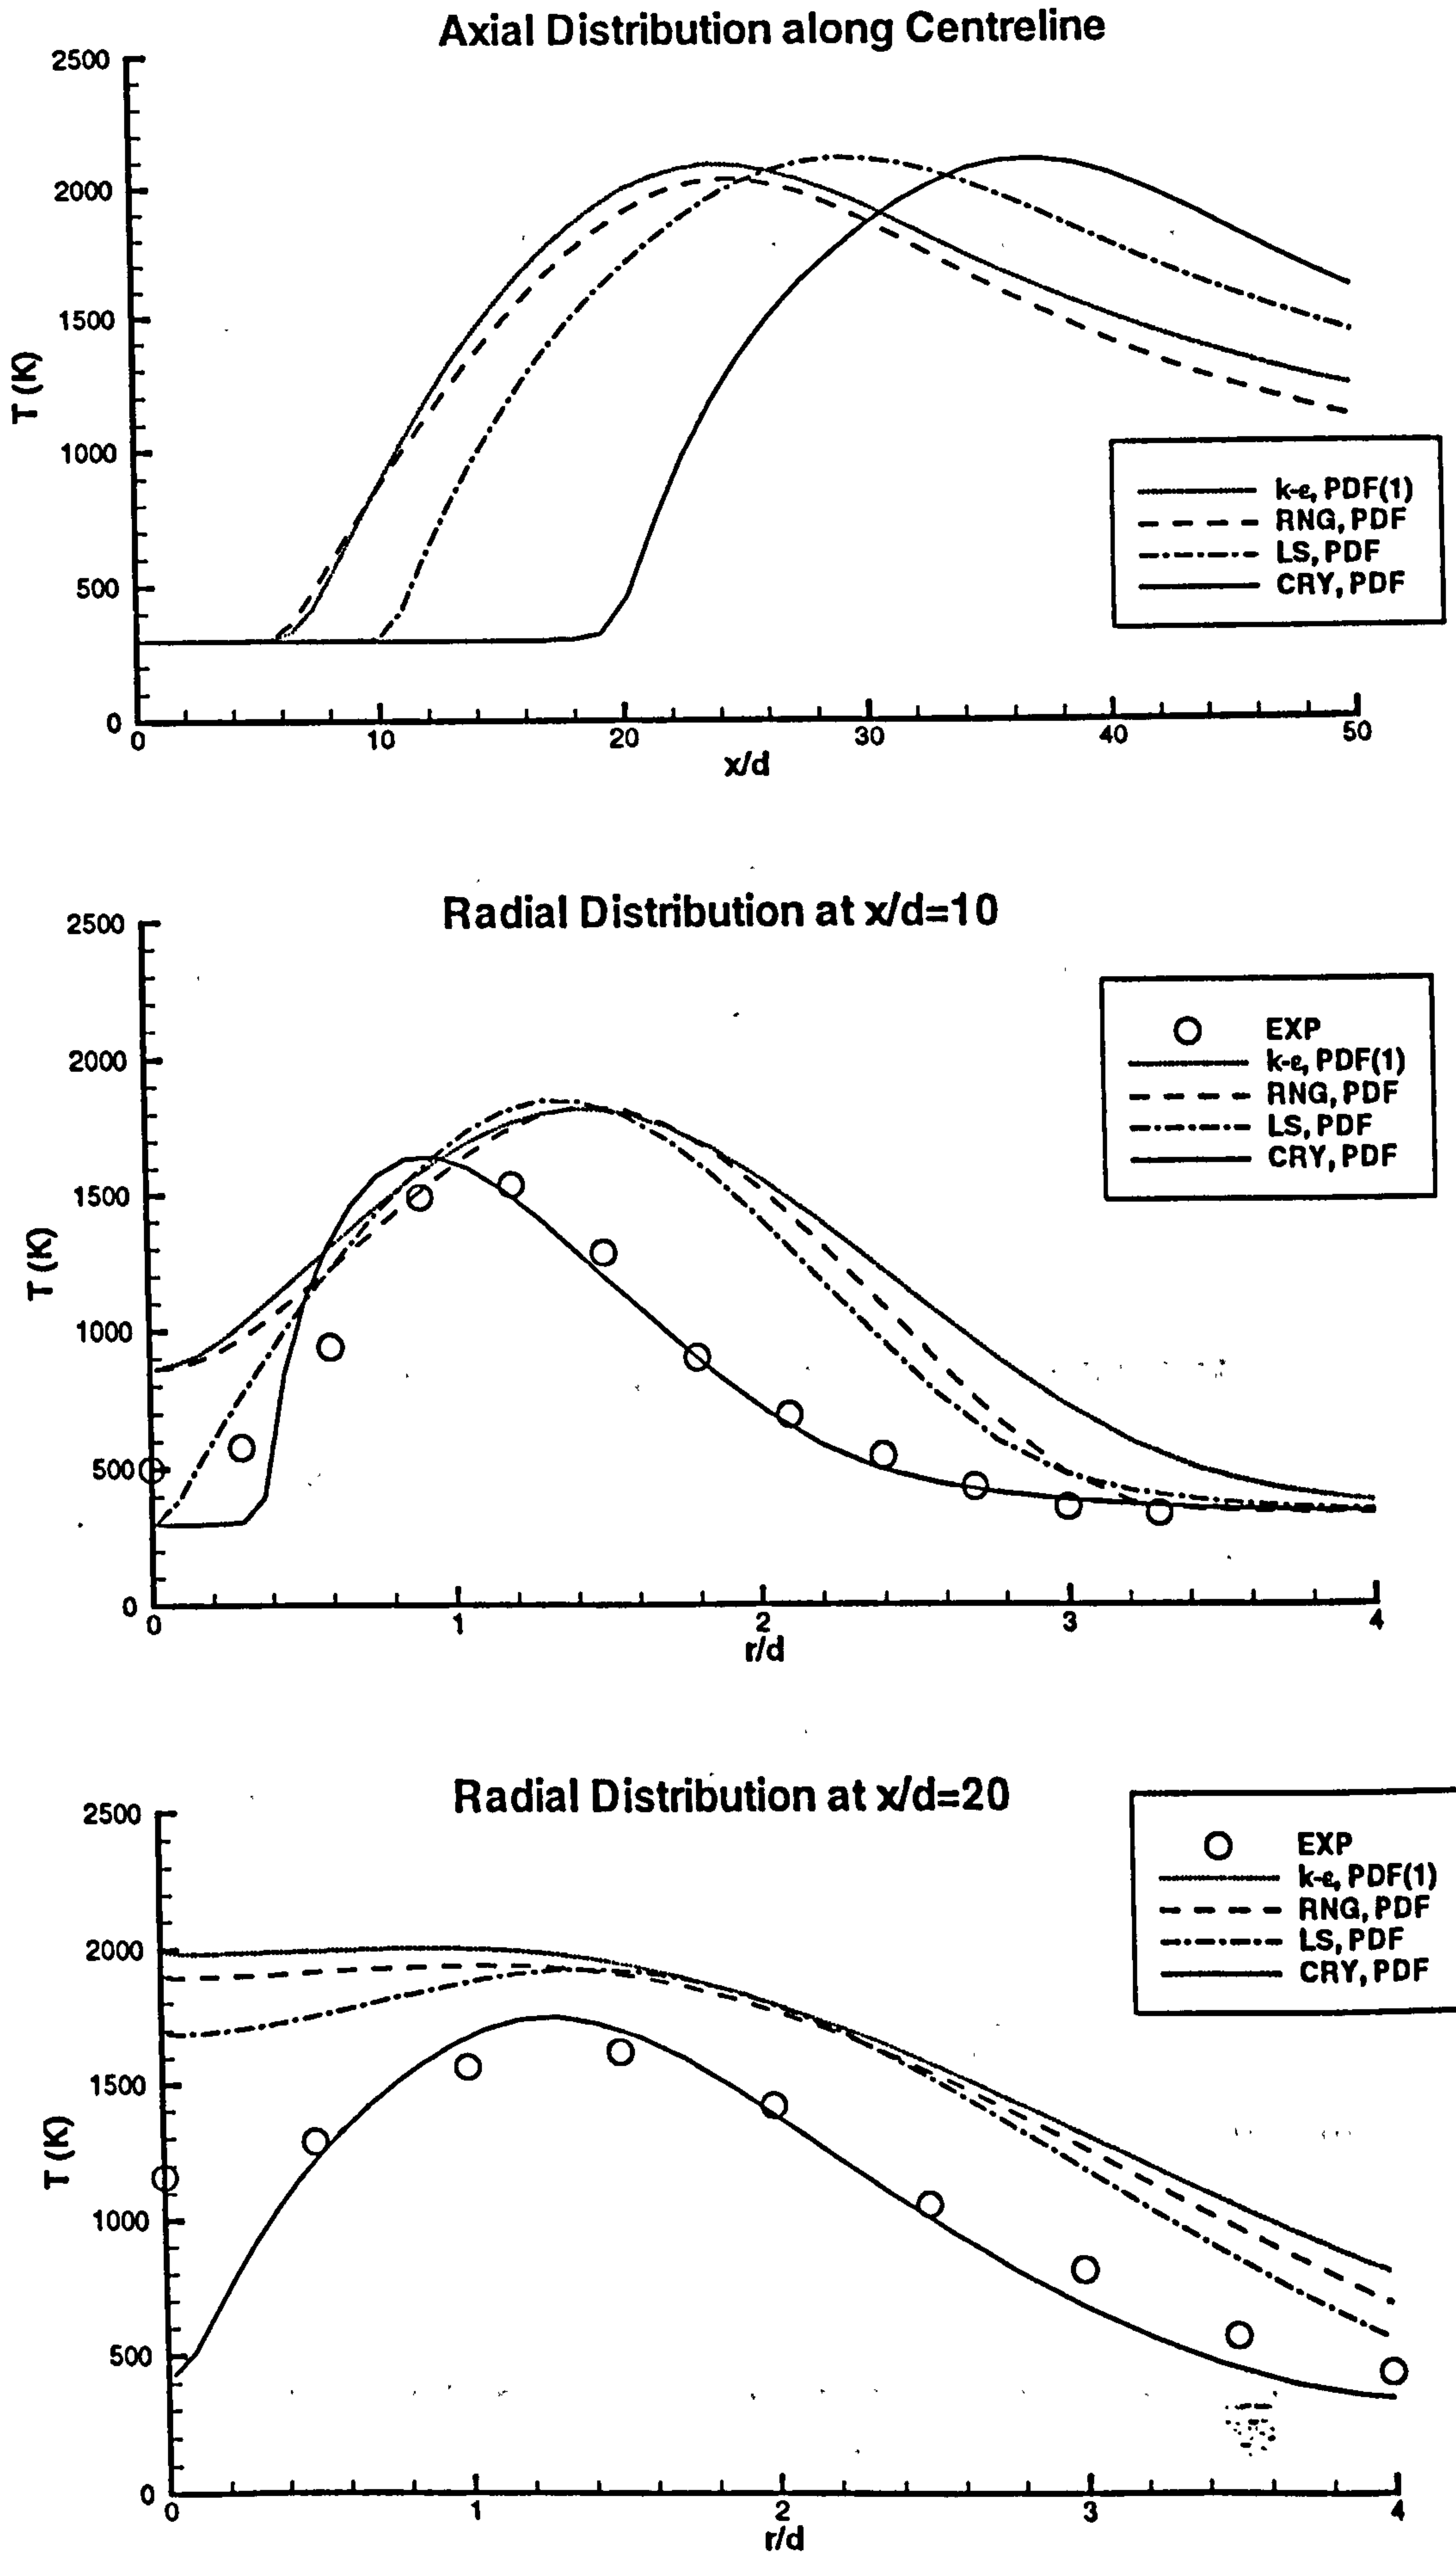 Axial Distribution along Centreline
2500
2000
1500
1000
500
0
T (K)
0 10 20 30 40 50
x/d
k-ε, PDF(1)
RNG, PDF
LS, PDF
CRY, PDF
Radial Distribution at x/d=10
2500
2000
1500
1000
500
0
T (K)
0 1 2 3 4
r/d
EXP
k-ε, PDF(1)
RNG, PDF
LS, PDF
CRY, PDF
Radial Distribution at x/d=20
2500
2000
1500
1000
500
0
T (K)
0 1 2 3 4
r/d
EXP
k-ε, PDF(1)
RNG, PDF
LS, PDF
CRY, PDF